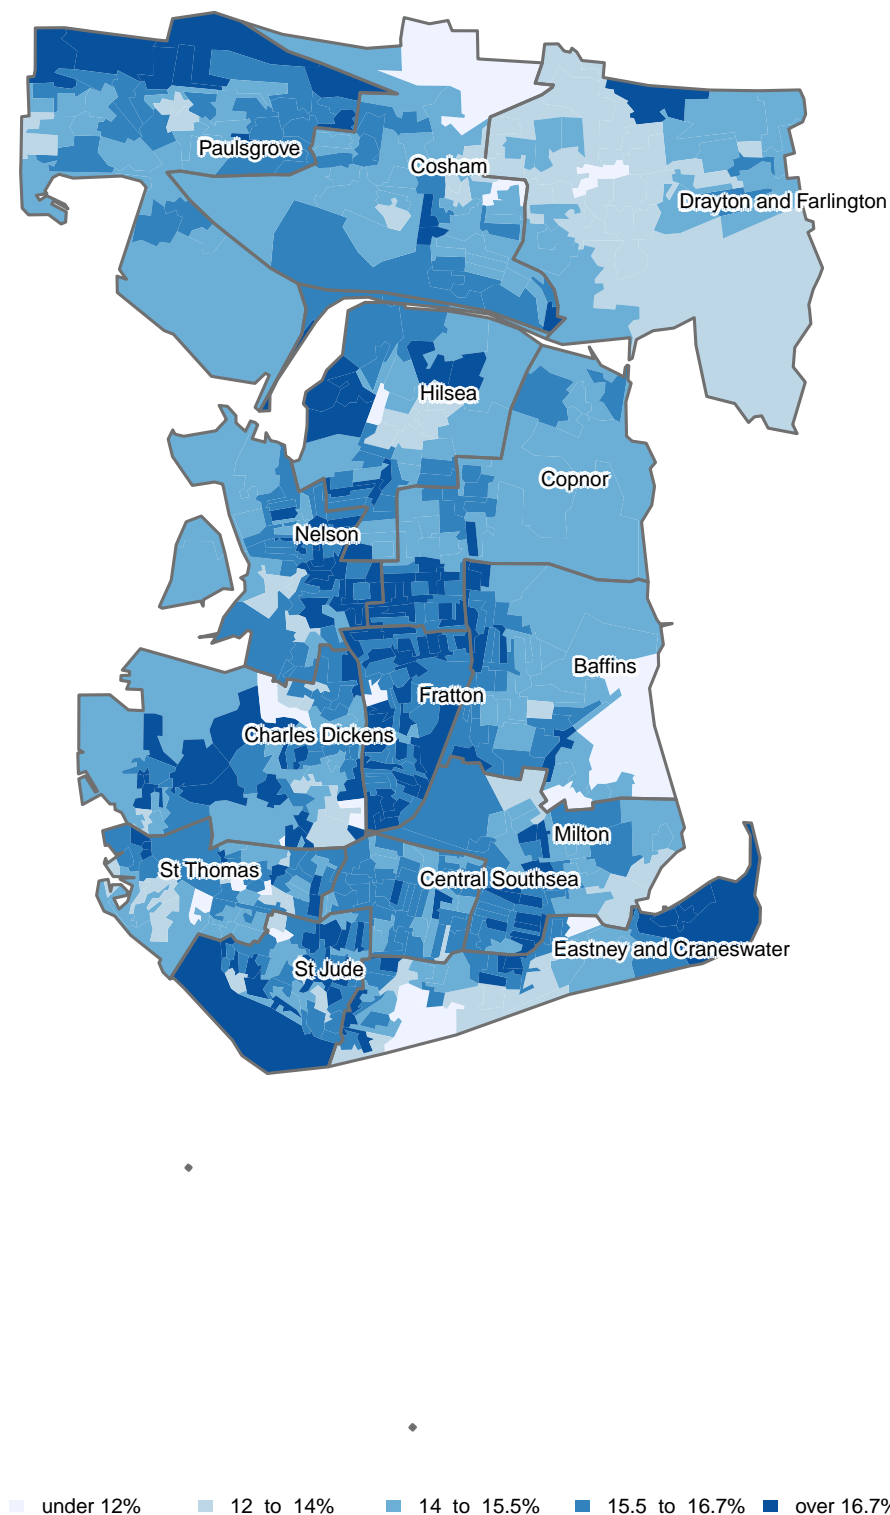 Paulsgrove
Cosham
Drayton and Farlington
Hilsea
Copnor
Nelson
Baffins
Fratton
Charles Dickens
Milton
St Thomas
Central Southsea
Eastney and Craneswater
St Jude
under 12%
12 to 14%
14 to 15.5%
15.5 to 16.7%
over 16.7%